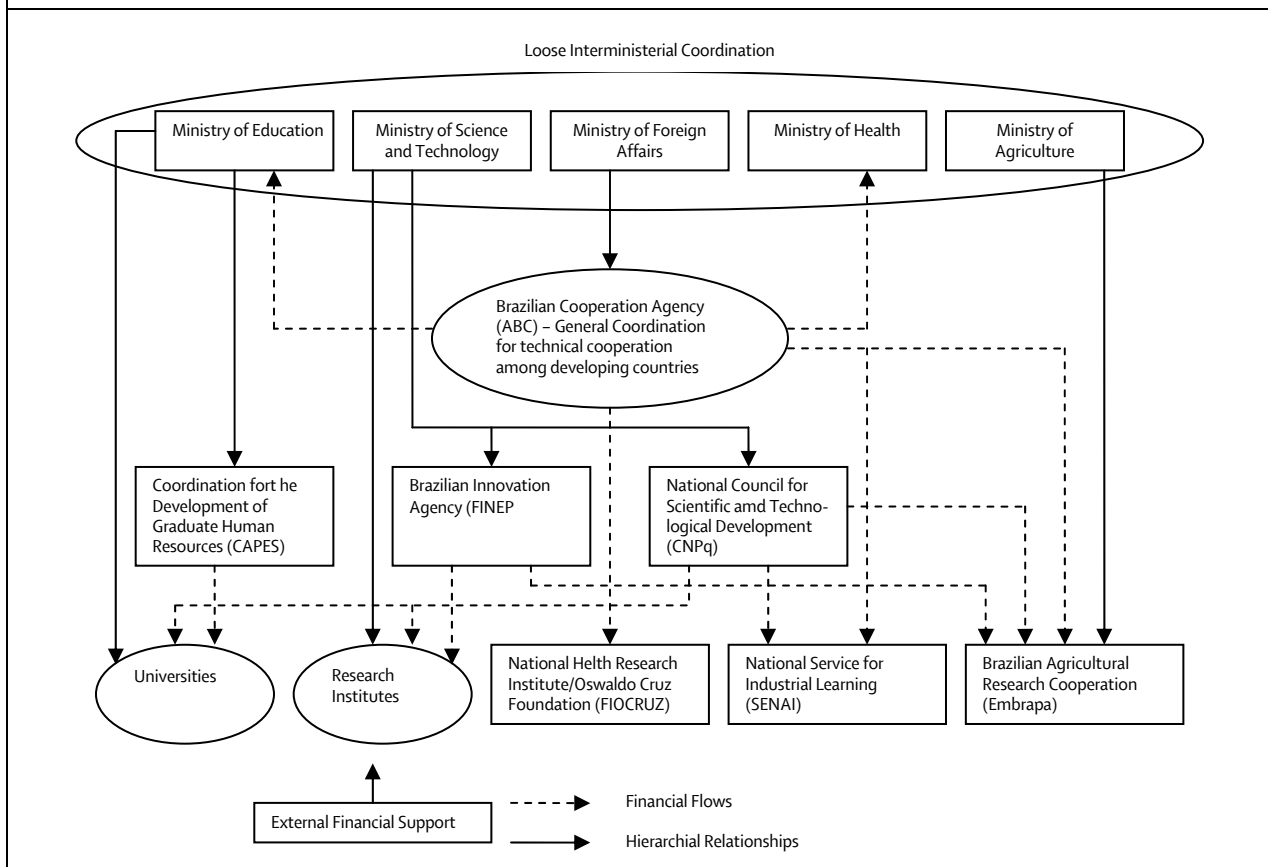 Loose Interministerial Coordination
Ministry of Education
Ministry of Science
and Technology
Ministry of Foreign
Affairs
Ministry of Health
Ministry of
Agriculture
Brazilian Cooperation Agency
(ABC) – General Coordination
for technical cooperation
among developing countries
Coordination fort he
Development of
Graduate Human
Resources (CAPES)
Brazilian Innovation
Agency (FINEP
National Council for
Scientific amd Techno-
logical Development
(CNPq)
Universities
Research
Institutes
National Helth Research
Institute/Oswaldo Cruz
Foundation (FIOCRUZ)
National Service for
Industrial Learning
(SENAI)
Brazilian Agricultural
Research Cooperation
(Embrapa)
External Financial Support
Financial Flows
Hierarchial Relationships